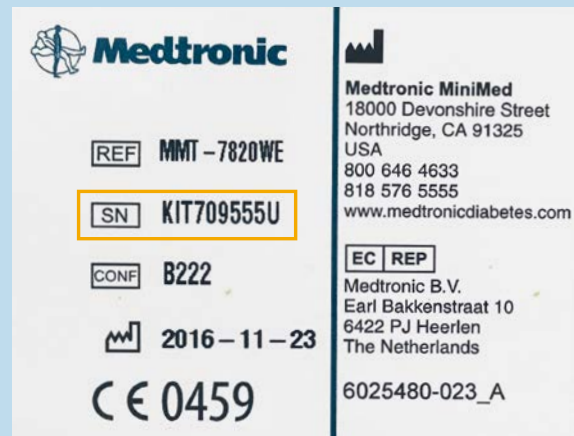 Medtronic
REF MMT-7820WE
SN KIT709555U
CONF B222
2016-11-23
CE 0459
Medtronic MiniMed
18000 Devonshire Street
Northridge, CA 91325
USA
800 646 4633
818 576 5555
www.medtronicdiabetes.com
EC REP
Medtronic B.V.
Earl Bakkenstraat 10
6422 PJ Heerlen
The Netherlands
6025480-023_A